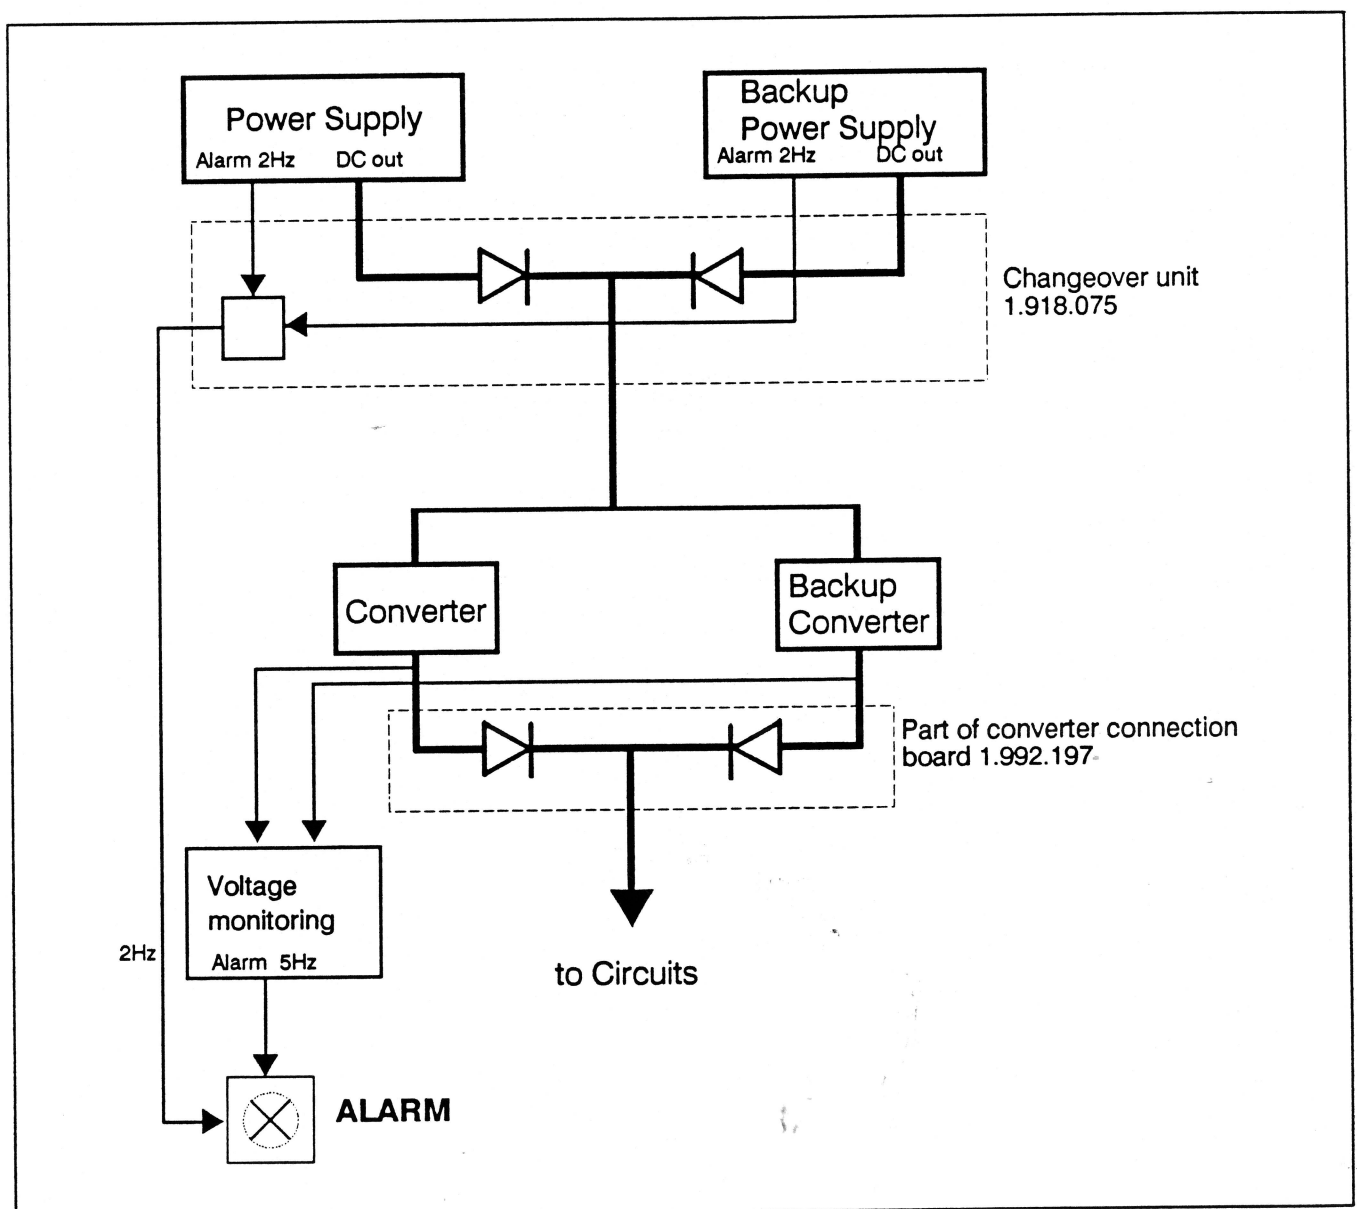 Power Supply
Alarm 2Hz DC out
Backup
Power Supply
Alarm 2Hz DC out
Changeover unit
1.918.075
Converter
Backup
Converter
Part of converter connection
board 1.992.197
Voltage
monitoring
Alarm 5Hz
2Hz
to Circuits
ALARM